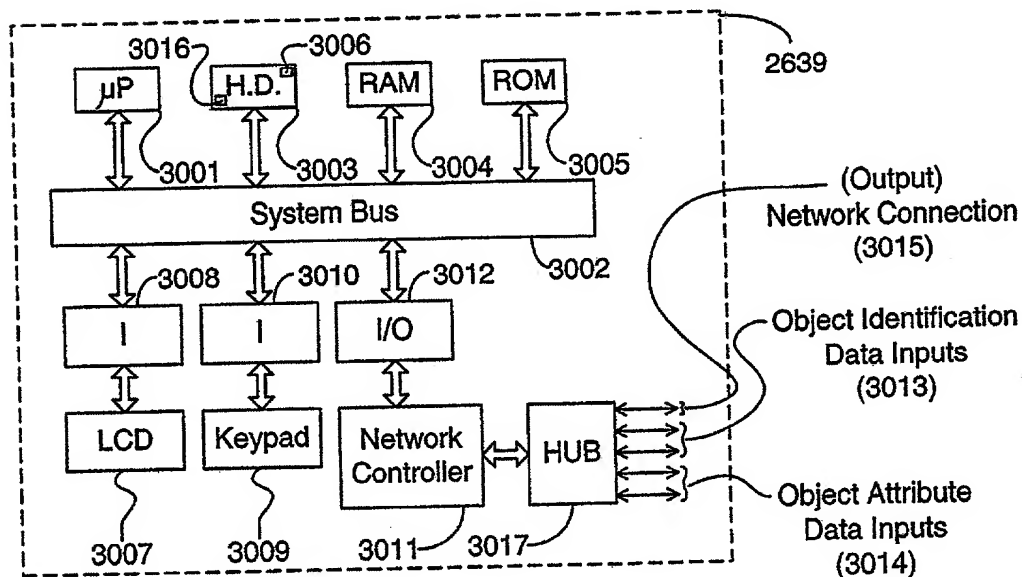 3016
3006
2639
µP
H.D.
RAM
ROM
3001
3003
3004
3005
(Output)
Network Connection
(3015)
System Bus
3002
3008
3010
3012
I
I
I/O
Object Identification
Data Inputs
(3013)
LCD
Keypad
Network
Controller
HUB
Object Attribute
Data Inputs
(3014)
3007
3009
3011
3017